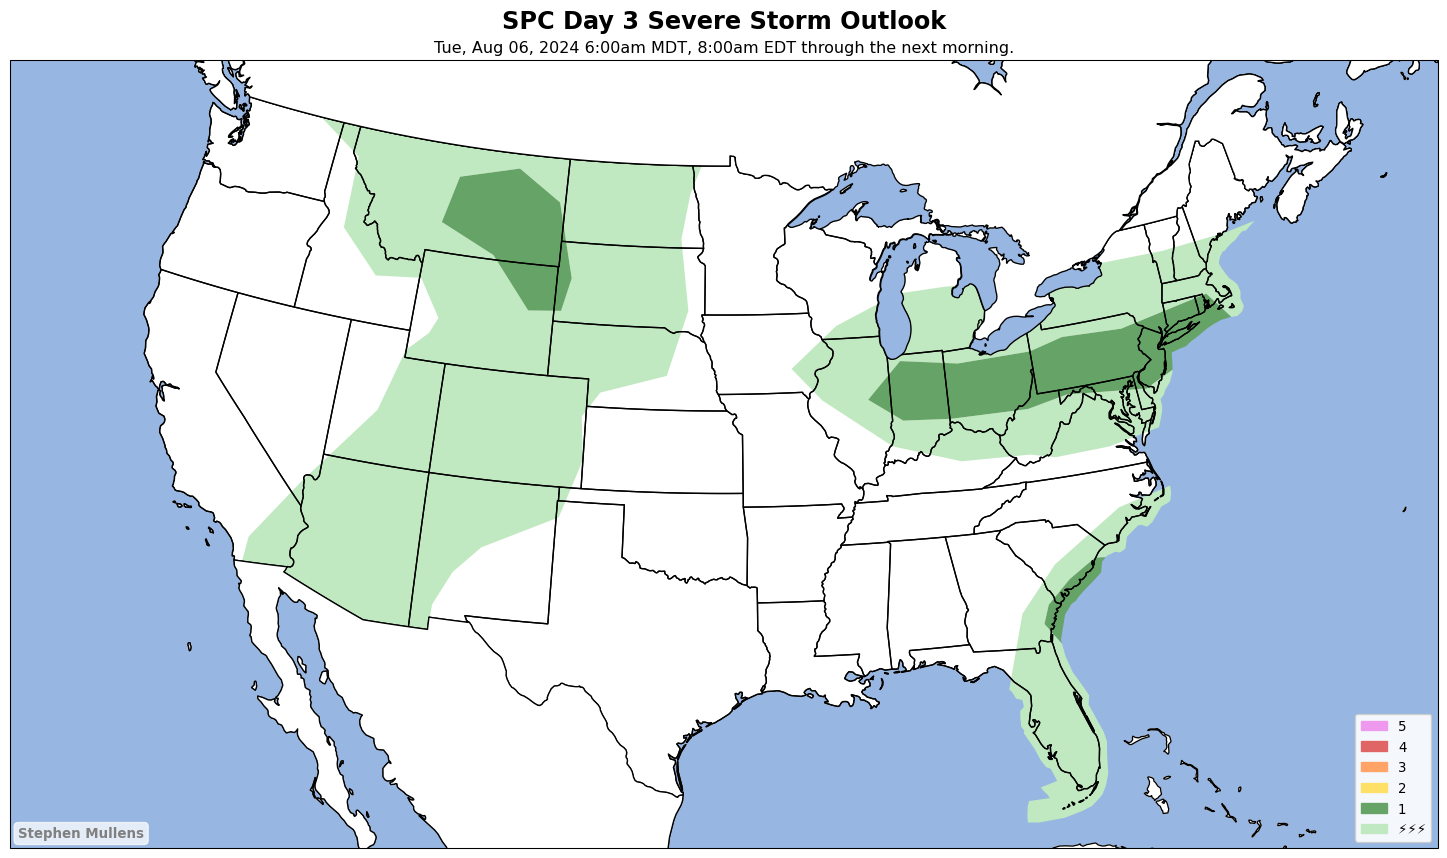 SPC Day 3 Severe Storm Outlook
Tue, Aug 06, 2024 6:00am MDT, 8:00am EDT through the next morning.
5
4
3
2
1
⚡⚡⚡
Stephen Mullens